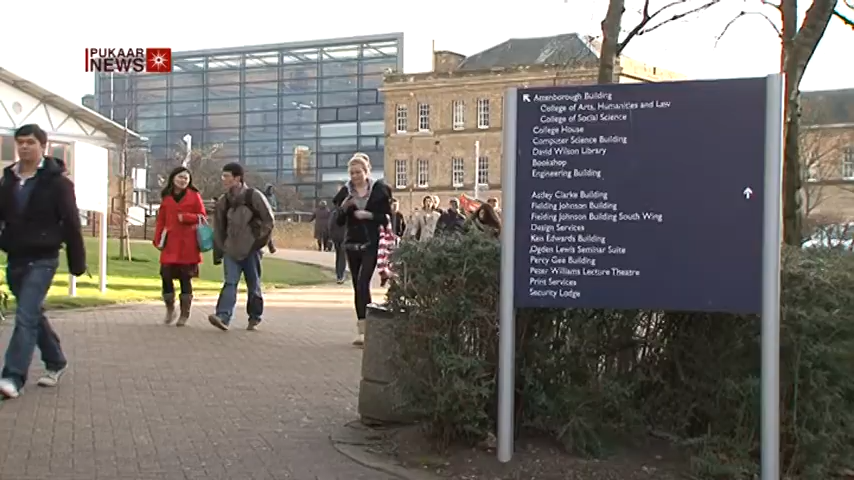 PUKAAR
NEWS
Attenborough Building
College of Arts, Humanities and Law
College of Social Science
College House
Computer Science Building
David Wilson Library
Bookshop
Engineering Building
Astley Clarke Building
Fielding Johnson Building
Fielding Johnson Building South Wing
Design Services
Ken Edwards Building
Ogden Lewis Seminar Suite
Percy Gee Building
Peter Williams Lecture Theatre
Print Services
Security Lodge